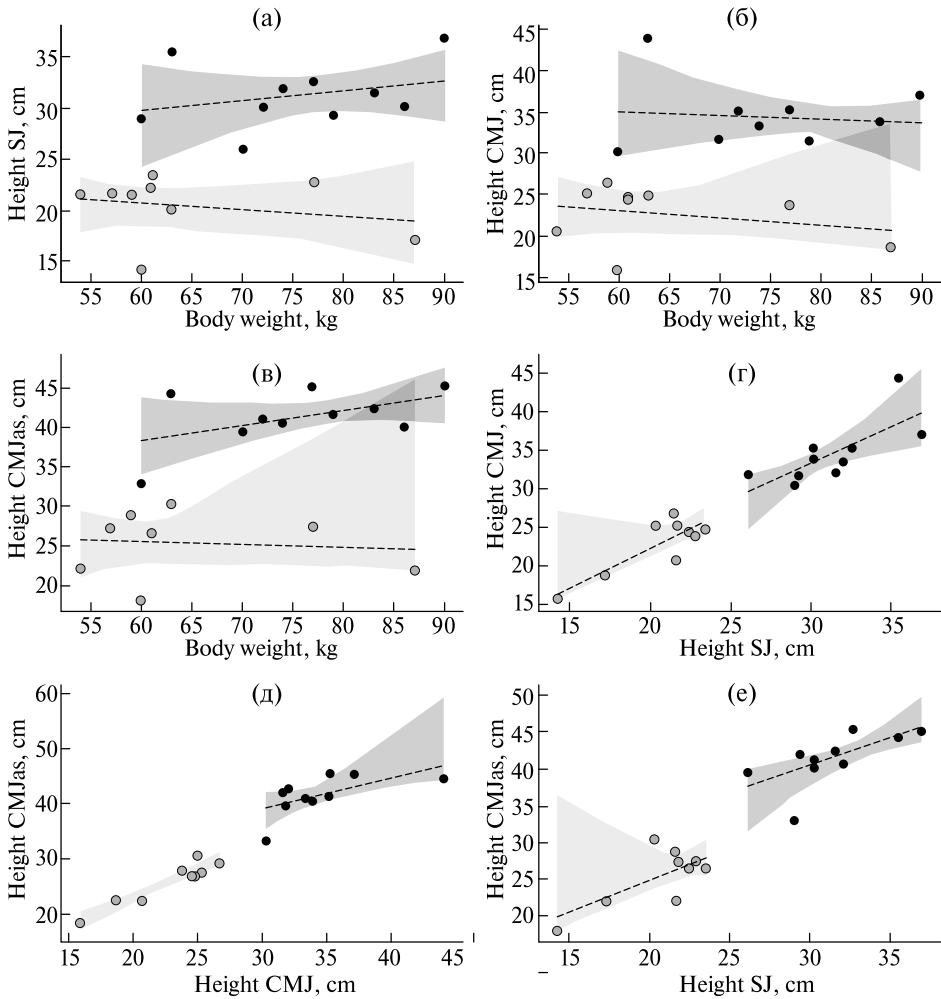 (а)
Height SJ, cm
35
30
25
20
15
55 60 65 70 75 80 85 90
Body weight, kg
(б)
Height CMJ, cm
45
40
35
30
25
20
15
55 60 65 70 75 80 85 90
Body weight, kg
(в)
Height CMJas, cm
45
40
35
30
25
20
55 60 65 70 75 80 85 90
Body weight, kg
(г)
Height CMJ, cm
45
40
35
30
25
20
15
15 20 25 30 35
Height SJ, cm
(д)
Height CMJas, cm
60
50
40
30
20
15 20 25 30 35 40 45
Height CMJ, cm
(е)
Height CMJas, cm
50
45
40
35
30
25
20
15 20 25 30 35
Height SJ, cm